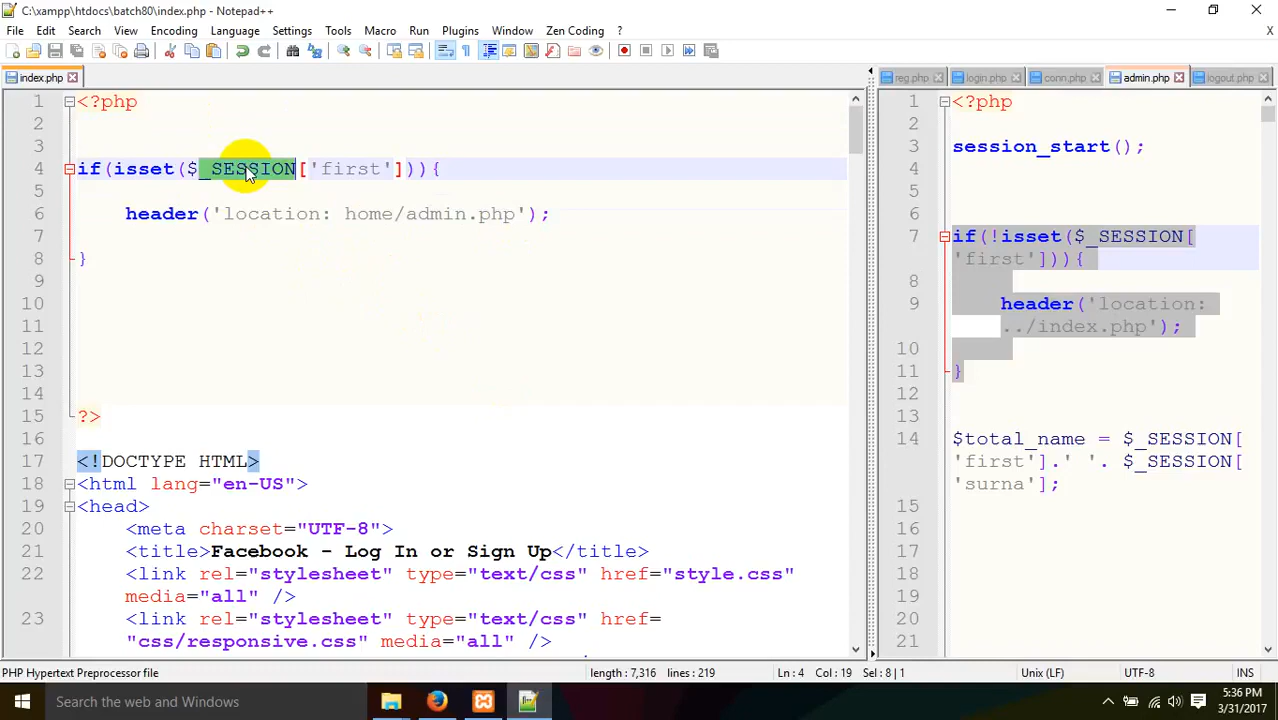 C:\xampp\htdocs\batch80\index.php - Notepad++
File Edit Search View Encoding Language Settings Tools Macro Run Plugins Window Zen Coding ?
X
index.php
reg.php login.php conn.php admin.php logout.php
1 <?php
2
3
4 if(isset($_SESSION['first'])){
5
6 header('location: home/admin.php');
7
8 }
9
10
11
12
13
14
15 ?>
16
17 <!DOCTYPE HTML>
18 <html lang="en-US">
19 <head>
20 <meta charset="UTF-8">
21 <title>Facebook - Log In or Sign Up</title>
22 <link rel="stylesheet" type="text/css" href="style.css"
media="all" />
23 <link rel="stylesheet" type="text/css" href=
"css/responsive.css" media="all" />
1 <?php
2
3 session_start();
4
5
6
7 if(!isset($_SESSION[
'first'])){
8
9 header('location:
../index.php');
10
11 }
12
13
14 $total_name = $_SESSION[
'first'].' '. $_SESSION[
'surna'];
15
16
17
18
19
20
21
PHP Hypertext Preprocessor file length : 7,316 lines : 219 Ln : 4 Col : 19 Sel : 8 | 1 Unix (LF) UTF-8 INS
Search the web and Windows
5:36 PM
3/31/2017